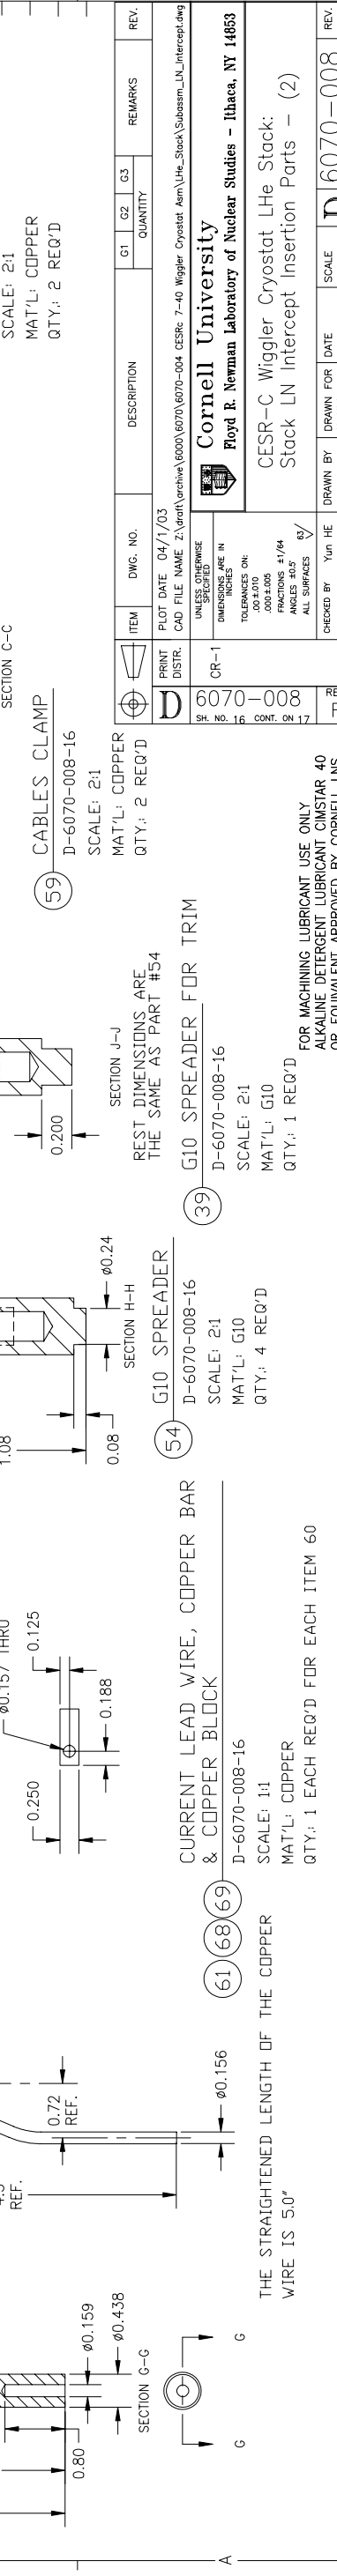 SCALE: 2:1
MAT'L: COPPER
QTY.: 2 REQ'D
SECTION C-C
59
CABLES CLAMP
D-6070-008-16
SCALE: 2:1
MAT'L: COPPER
QTY.: 2 REQ'D
0.200
SECTION J-J
REST DIMENSIONS ARE
THE SAME AS PART #54
39
G10 SPREADER FOR TRIM
D-6070-008-16
SCALE: 2:1
MAT'L: G10
QTY.: 1 REQ'D
FOR MACHINING LUBRICANT USE ONLY
ALKALINE DETERGENT LUBRICANT CIMSTAR 40
OR EQUIVALENT APPROVED BY CORNELL LNS
1.08
0.08
ø0.24
SECTION H-H
54
G10 SPREADER
D-6070-008-16
SCALE: 2:1
MAT'L: G10
QTY.: 4 REQ'D
ø0.157 THRU
0.125
0.250
0.188
61 68 69
CURRENT LEAD WIRE, COPPER BAR
& COPPER BLOCK
D-6070-008-16
SCALE: 1:1
MAT'L: COPPER
QTY.: 1 EACH REQ'D FOR EACH ITEM 60
REF.
0.72
REF.
ø0.156
THE STRAIGHTENED LENGTH OF THE COPPER
WIRE IS 5.0"
0.80
ø0.159
ø0.438
SECTION G-G
G
G
A
ITEM
DWG. NO.
DESCRIPTION
G1
G2
G3
QUANTITY
REMARKS
REV.
D
PRINT
DISTR.
PLOT DATE 04/1/03
CAD FILE NAME Z:\draft\archive\6000\6070\6070-004 CESRc 7-40 Wiggler Cryostat Asm\LHe_Stack\Subassm_LN_Intercept.dwg
CR-1
6070-008
SH. NO. 16 CONT. ON 17
UNLESS OTHERWISE
SPECIFIED
DIMENSIONS ARE IN
INCHES
TOLERANCES ON:
.00±.010
.000±.005
FRACTIONS ±1/64
ANGLES ±0.5°
ALL SURFACES 63
Cornell University
Floyd R. Newman Laboratory of Nuclear Studies - Ithaca, NY 14853
CESR-C Wiggler Cryostat LHe Stack:
Stack LN Intercept Insertion Parts - (2)
CHECKED BY Yun HE
DRAWN BY
DRAWN FOR
DATE
SCALE
D
6070-008
REV.